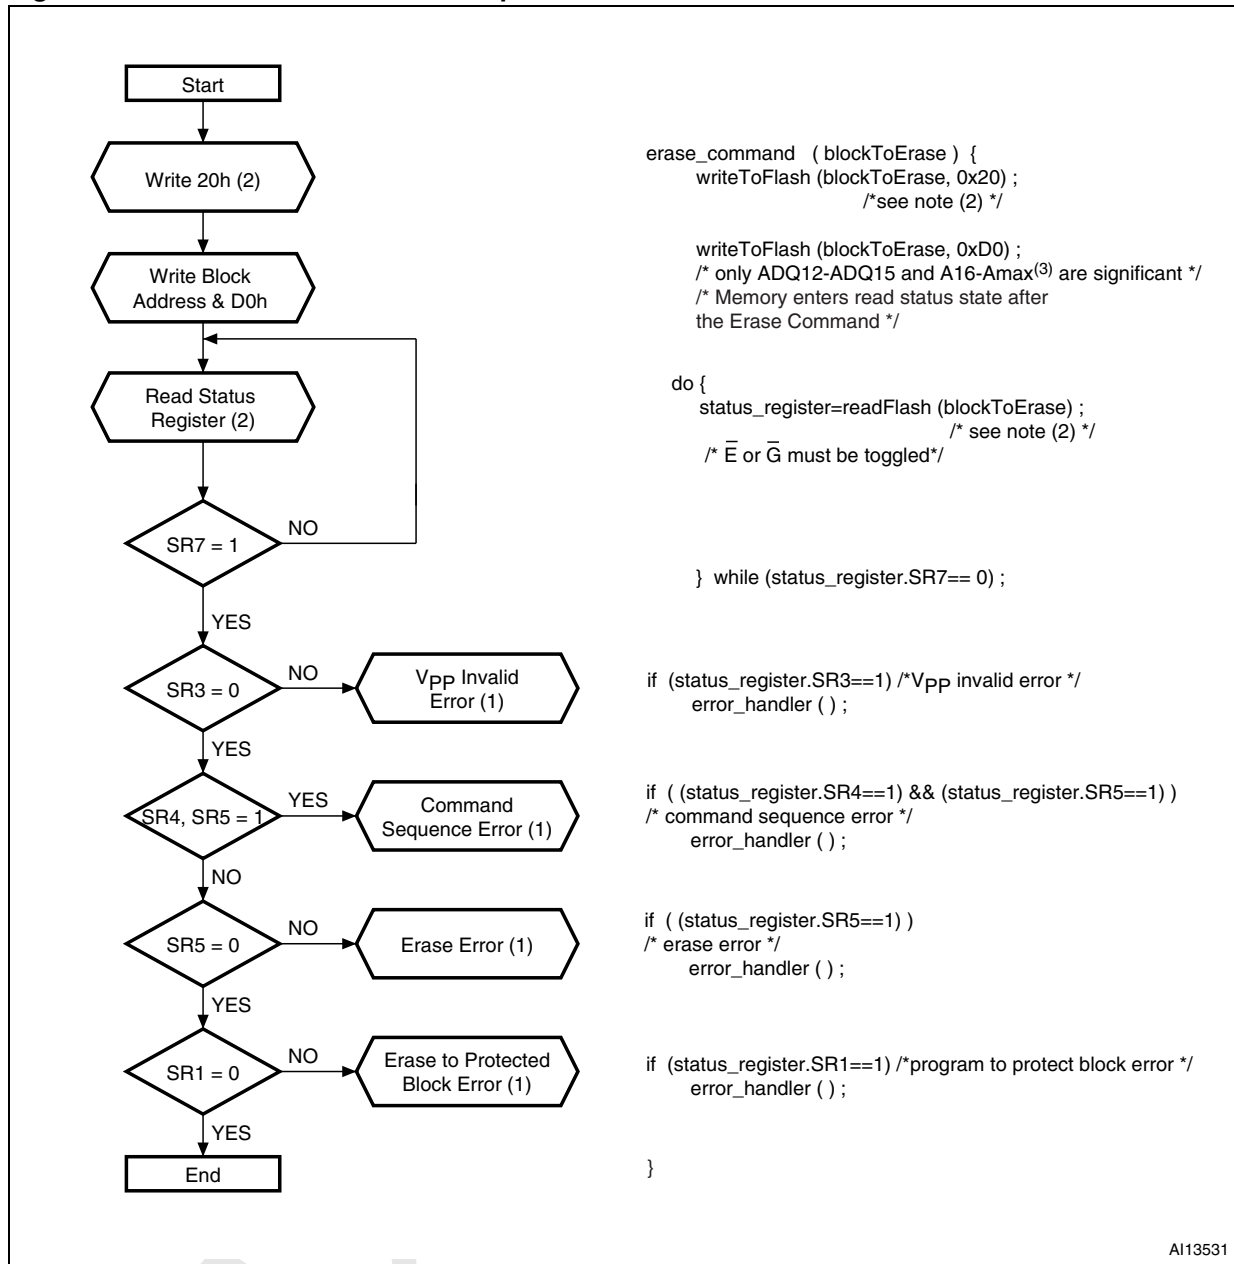 Start
Write 20h (2)
Write Block
Address & D0h
Read Status
Register (2)
SR7 = 1
NO
YES
SR3 = 0
NO
VPP Invalid
Error (1)
YES
SR4, SR5 = 1
YES
Command
Sequence Error (1)
NO
SR5 = 0
NO
Erase Error (1)
YES
SR1 = 0
NO
Erase to Protected
Block Error (1)
YES
End
erase_command ( blockToErase ) {
writeToFlash (blockToErase, 0x20) ;
/*see note (2) */
writeToFlash (blockToErase, 0xD0) ;
/* only ADQ12-ADQ15 and A16-Amax(3) are significant */
/* Memory enters read status state after
the Erase Command */
do {
status_register=readFlash (blockToErase) ;
/* see note (2) */
/* E̅ or G̅ must be toggled*/
} while (status_register.SR7== 0) ;
if (status_register.SR3==1) /*VPP invalid error */
error_handler ( ) ;
if ( (status_register.SR4==1) && (status_register.SR5==1) )
/* command sequence error */
error_handler ( ) ;
if ( (status_register.SR5==1) )
/* erase error */
error_handler ( ) ;
if (status_register.SR1==1) /*program to protect block error */
error_handler ( ) ;
}
AI13531